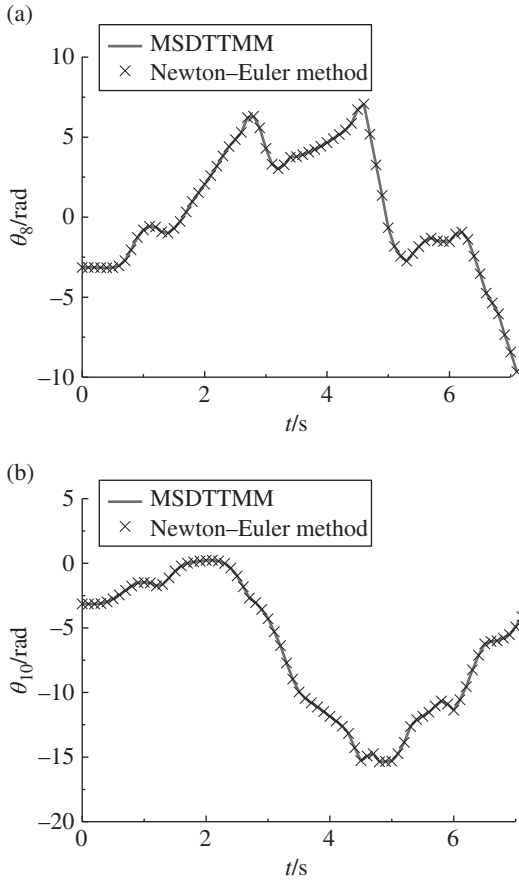 (a)
MSDTTMM
Newton–Euler method
10
5
0
−5
−10
θ8/rad
0
2
4
6
t/s
(b)
MSDTTMM
Newton–Euler method
5
0
−5
−10
−15
−20
θ10/rad
0
2
4
6
t/s